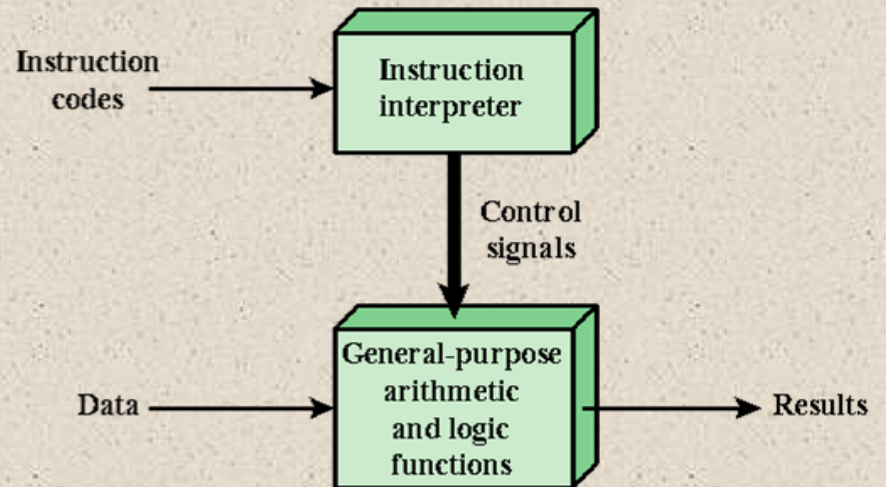 Instruction
codes
Instruction
interpreter
Control
signals
Data
General-purpose
arithmetic
and logic
functions
Results